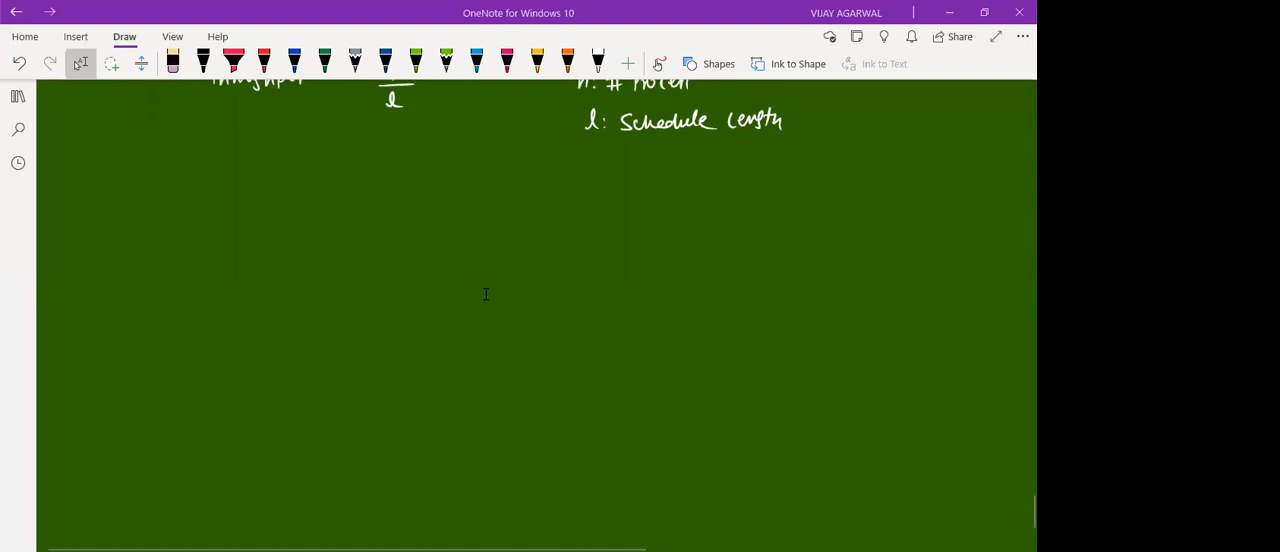 OneNote for Windows 10
VIJAY AGARWAL
Home Insert Draw View Help
Share
Shapes Ink to Shape Ink to Text
l
l: Schedule Length